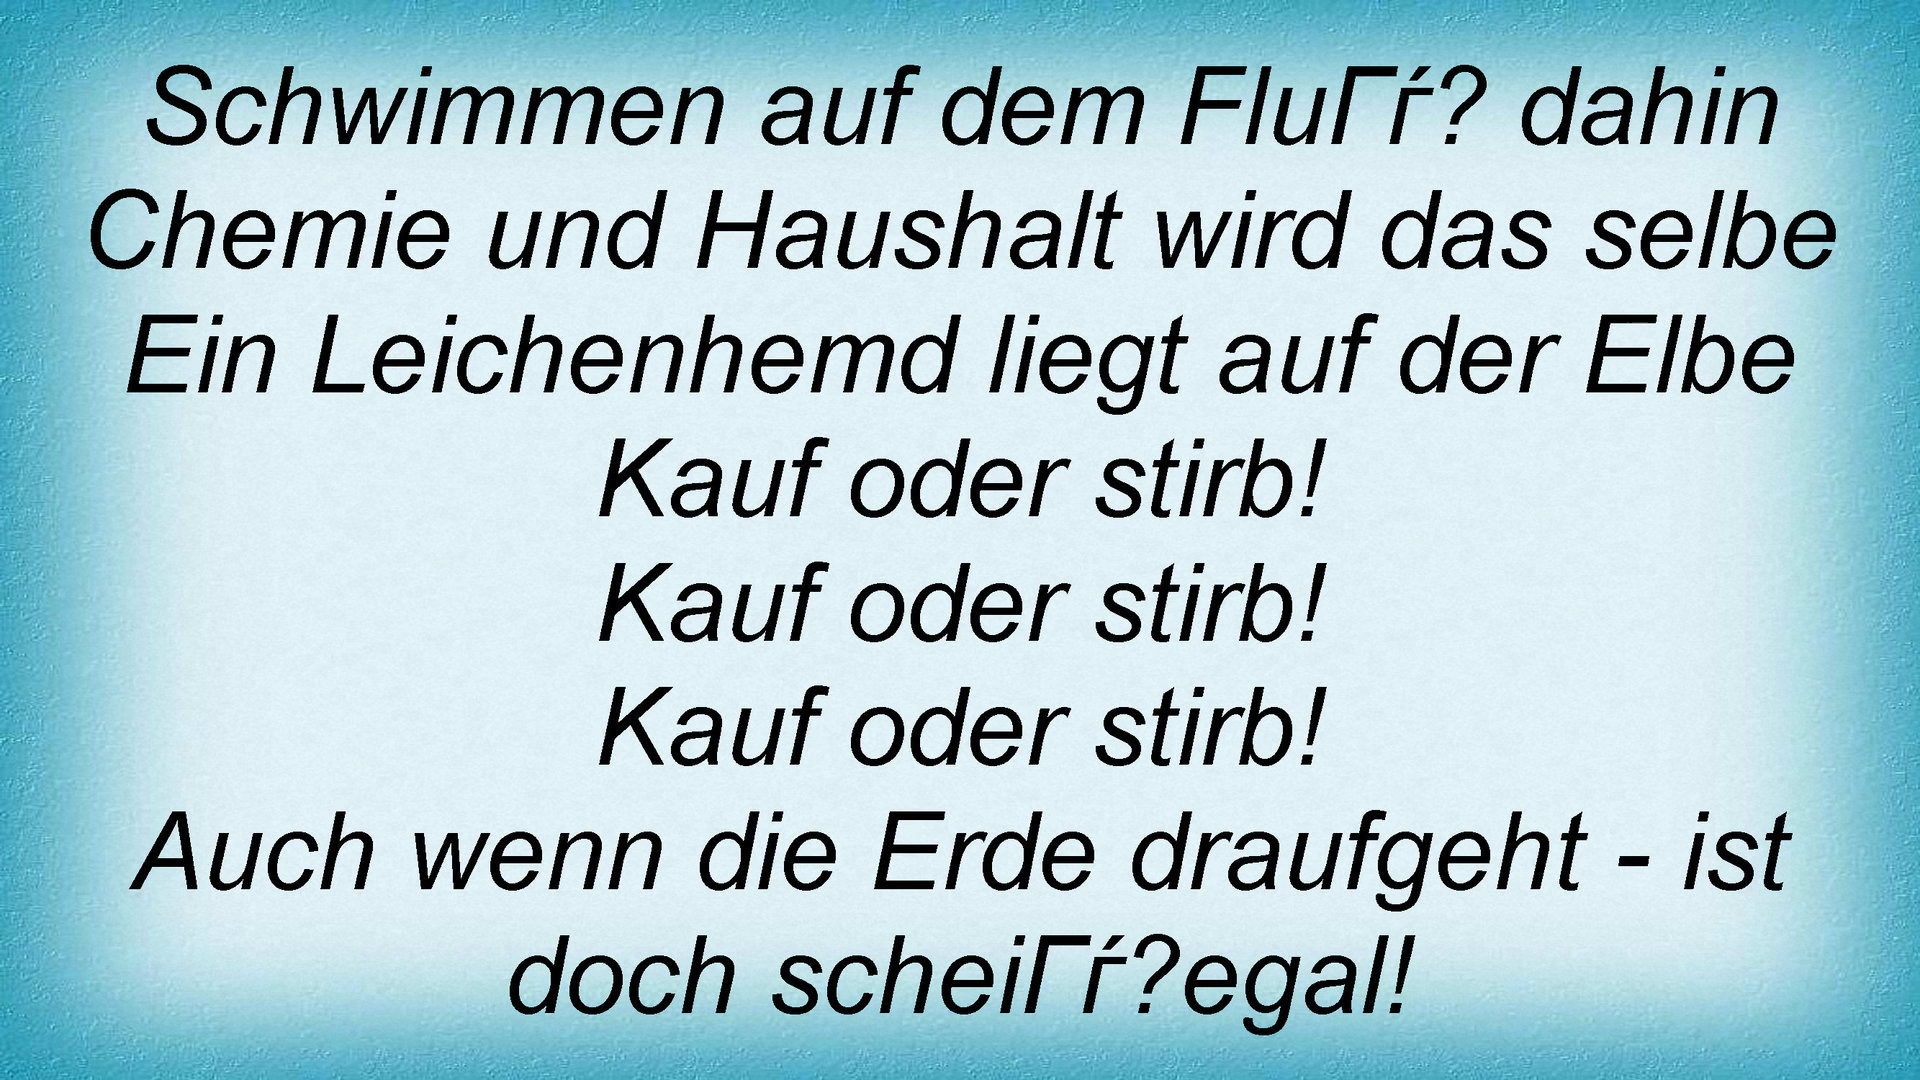 Schwimmen auf dem FluГѓ? dahin
Chemie und Haushalt wird das selbe
Ein Leichenhemd liegt auf der Elbe
Kauf oder stirb!
Kauf oder stirb!
Kauf oder stirb!
Auch wenn die Erde draufgeht - ist
doch scheiГѓ?egal!